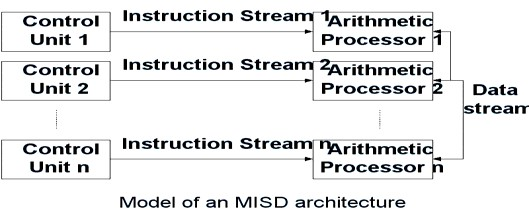 Control
Unit 1
Instruction Stream 1
Arithmetic
Processor 1
Control
Unit 2
Instruction Stream 2
Arithmetic
Processor 2
Data
stream
Control
Unit n
Instruction Stream n
Arithmetic
Processor n
Model of an MISD architecture